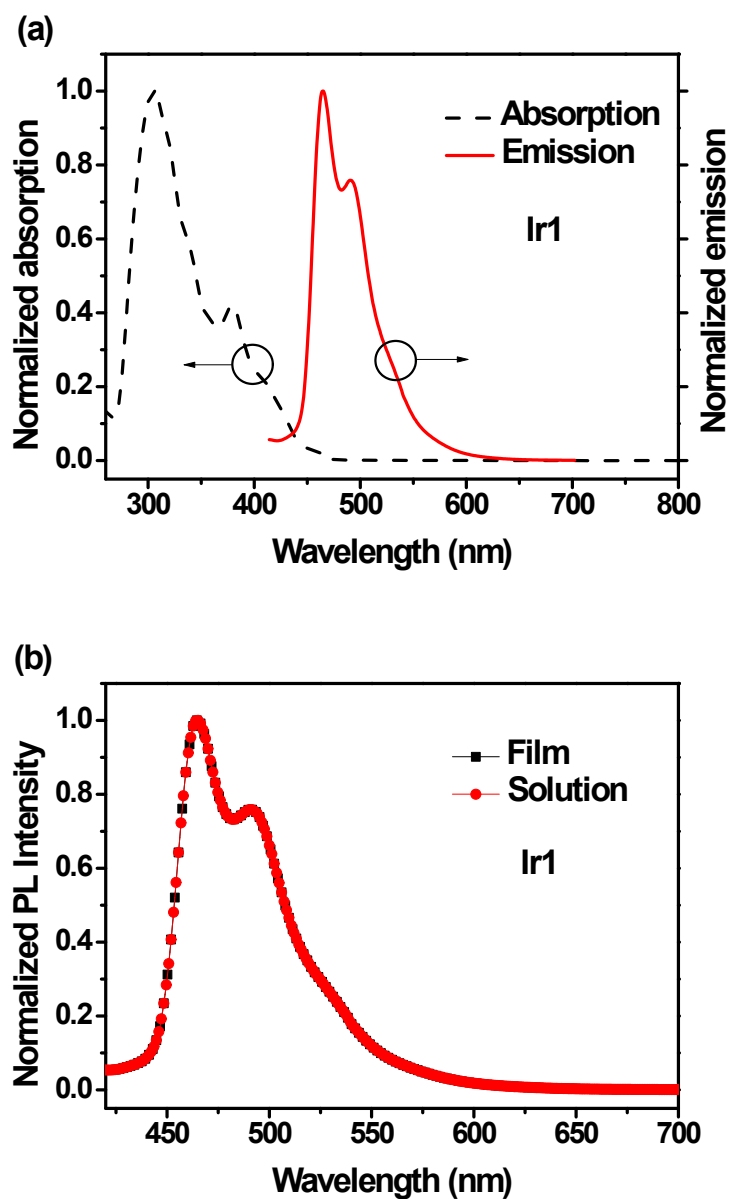 (a)
1.0
0.8
0.6
0.4
0.2
0.0
Normalized absorption
Absorption
Emission
Ir1
Normalized emission
300 400 500 600 700 800
Wavelength (nm)
(b)
1.0
0.8
0.6
0.4
0.2
0.0
Normalized PL Intensity
Film
Solution
Ir1
450 500 550 600 650 700
Wavelength (nm)